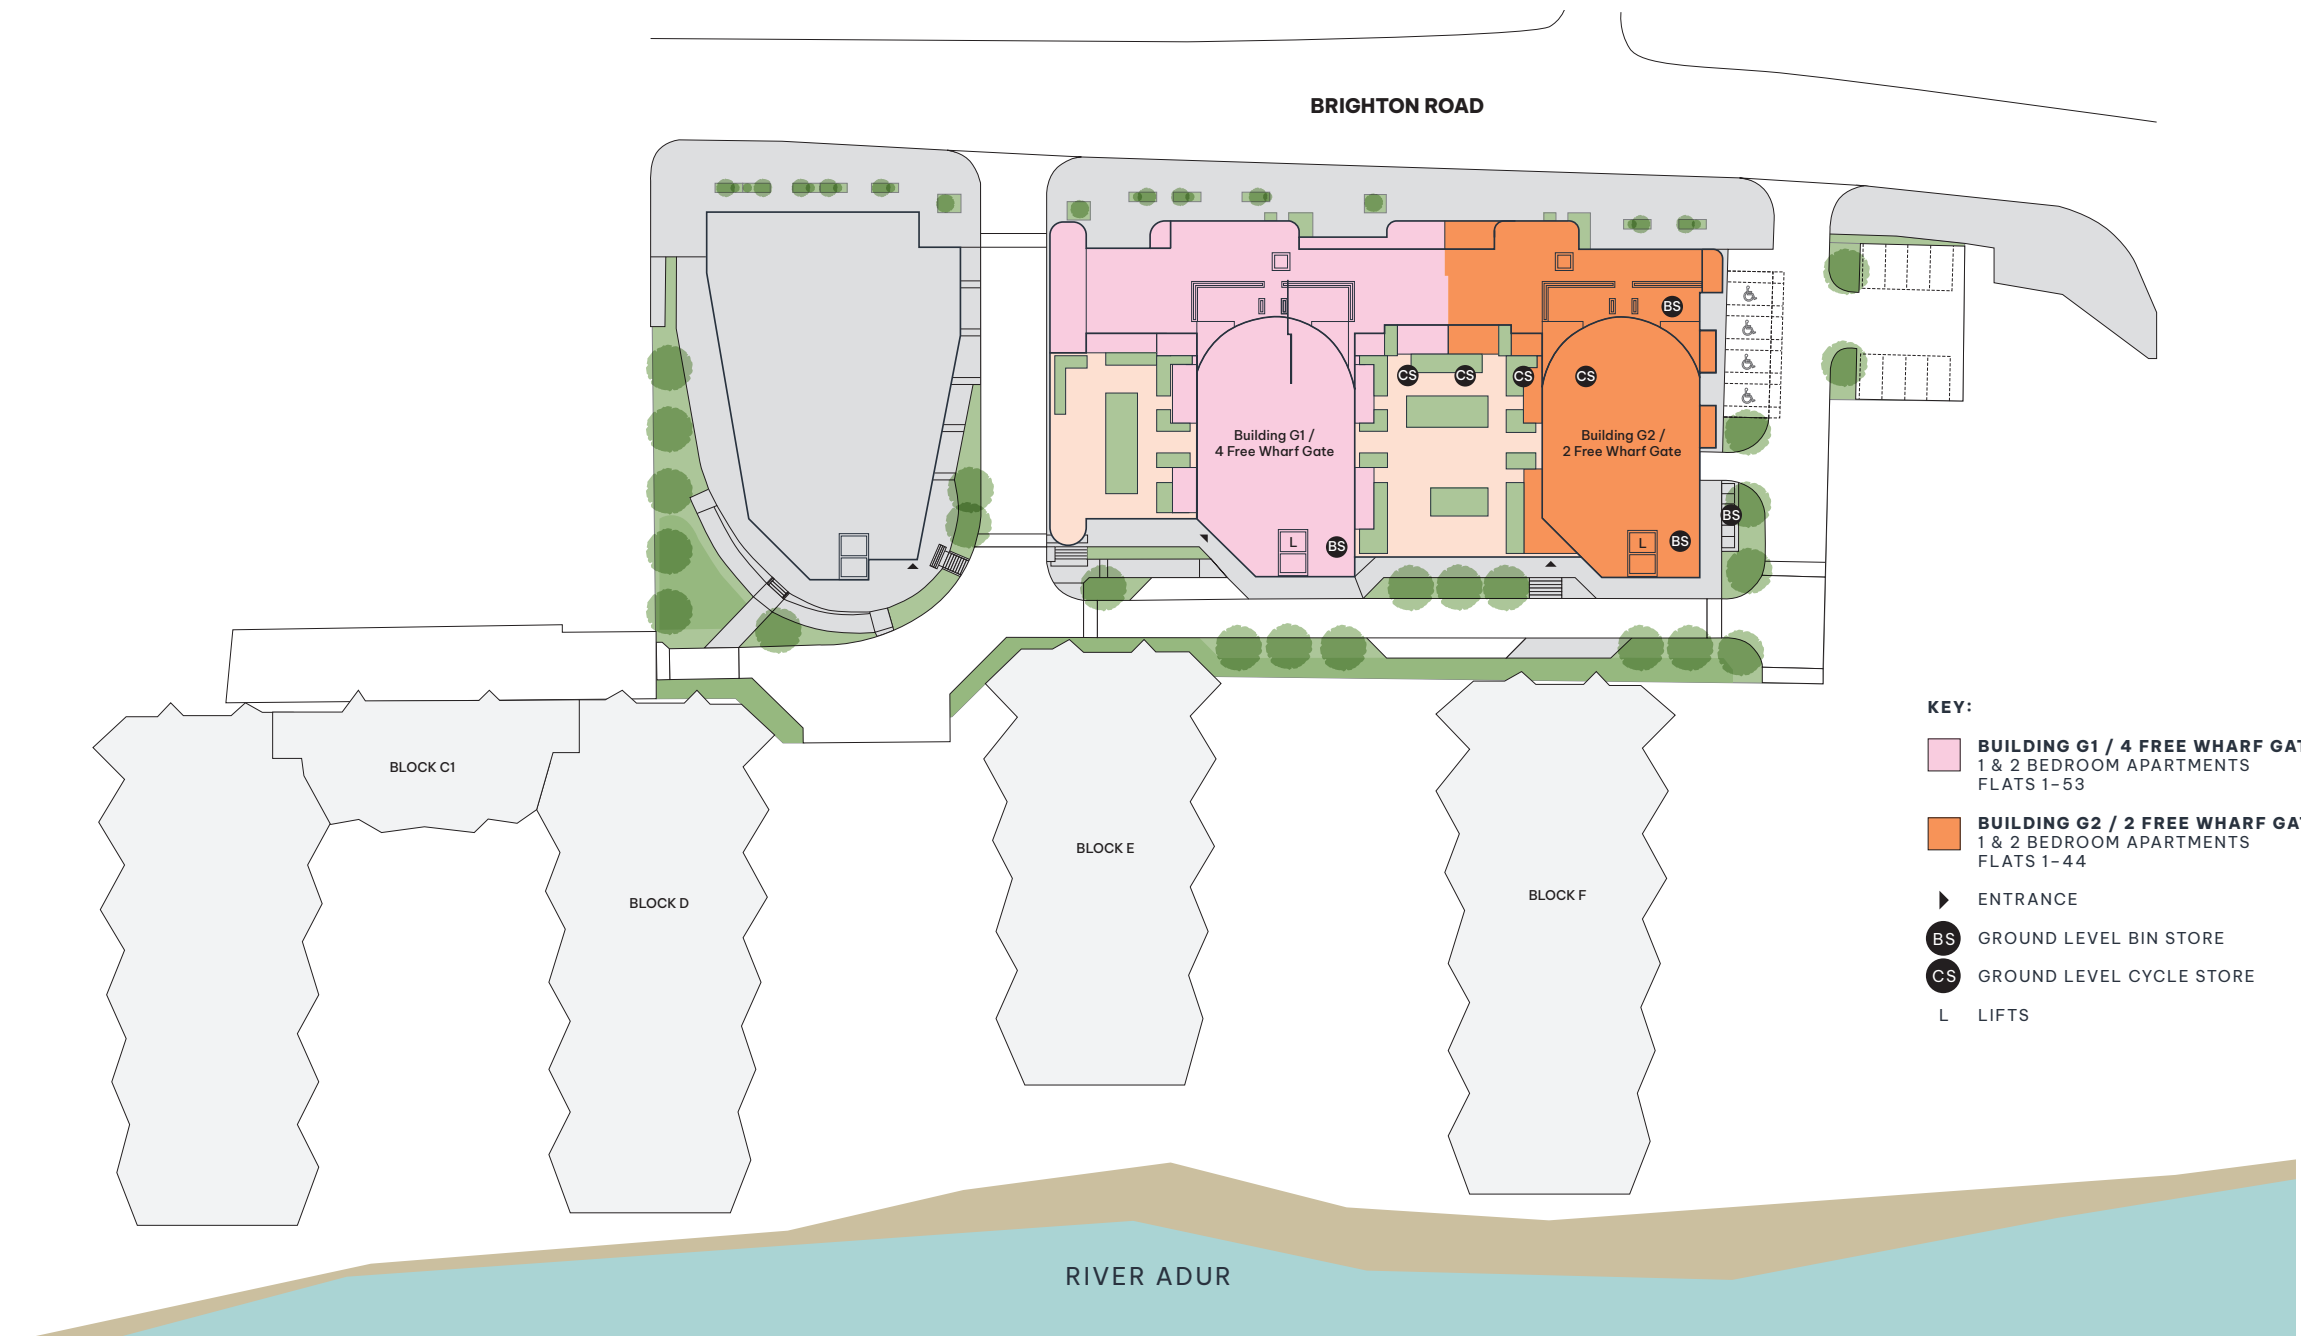 BRIGHTON ROAD
BS
CS
CS
CS
CS
Building G1 /
4 Free Wharf Gate
Building G2 /
2 Free Wharf Gate
BS
L
BS
L
BS
KEY:
BUILDING G1 / 4 FREE WHARF GAT
1 & 2 BEDROOM APARTMENTS
FLATS 1–53
BLOCK C1
BUILDING G2 / 2 FREE WHARF GA
1 & 2 BEDROOM APARTMENTS
FLATS 1–44
BLOCK E
BLOCK D
BLOCK F
ENTRANCE
BS GROUND LEVEL BIN STORE
CS GROUND LEVEL CYCLE STORE
L LIFTS
RIVER ADUR